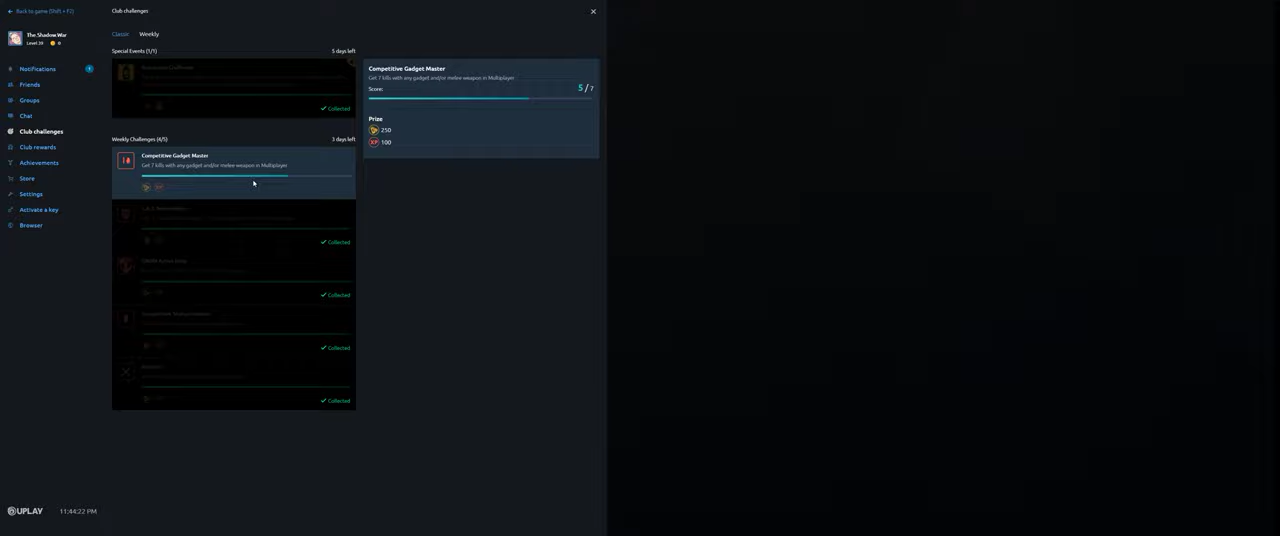 Back to game (Shift + F2)
Club challenges
The.Shadow.War
Level 39 0
Classic Weekly
Special Events (1/1) 5 days left
Notifications
Friends
Groups
Chat
Club challenges
Club rewards
Achievements
Store
Settings
Activate a key
Browser
Collected
Weekly Challenges (4/5) 3 days left
Competitive Gadget Master
Get 7 kills with any gadget and/or melee weapon in Multiplayer
Collected
Collected
Collected
Collected
Competitive Gadget Master
Get 7 kills with any gadget and/or melee weapon in Multiplayer
Score: 5 / 7
Prize
250
XP 100
UPLAY 11:44:22 PM